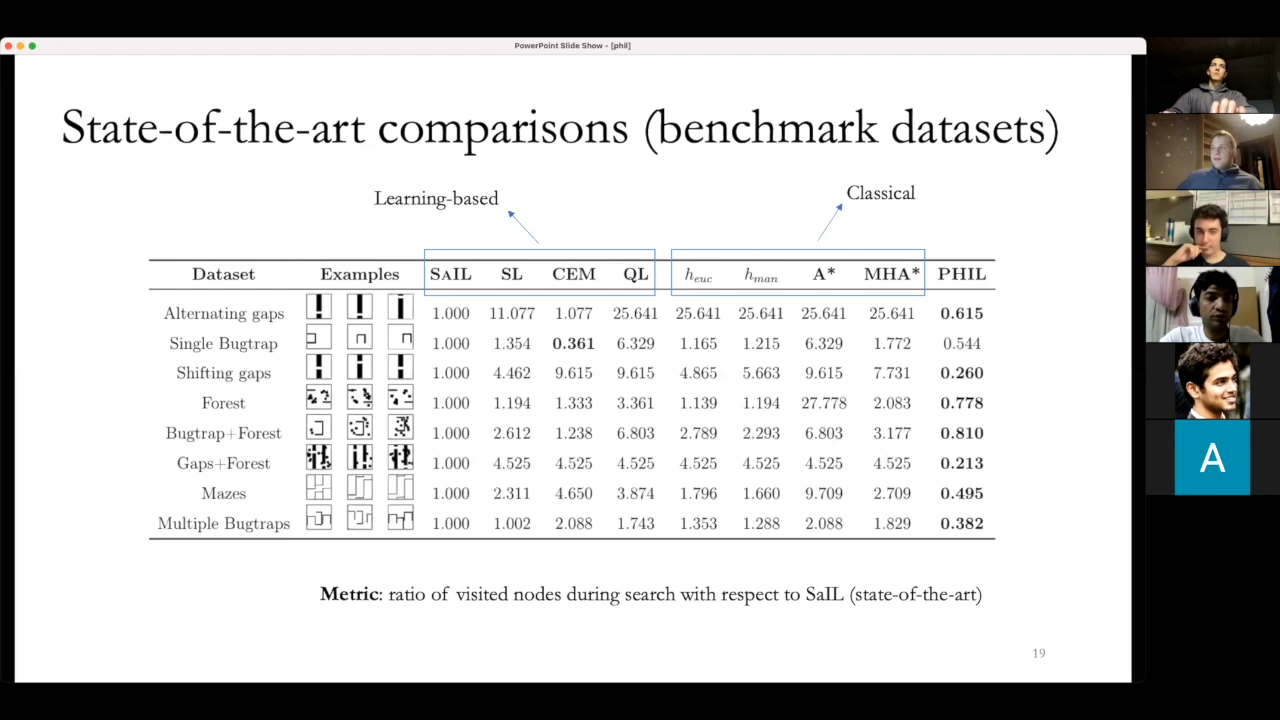 PowerPoint Slide Show - [phil]
State-of-the-art comparisons (benchmark datasets)
Learning-based
Classical
Dataset Examples SAIL SL CEM QL h_euc h_man A* MHA* PHIL
Alternating gaps 1.000 11.077 1.077 25.641 25.641 25.641 25.641 25.641 0.615
Single Bugtrap 1.000 1.354 0.361 6.329 1.165 1.215 6.329 1.772 0.544
Shifting gaps 1.000 4.462 9.615 9.615 4.865 5.663 9.615 7.731 0.260
Forest 1.000 1.194 1.333 3.361 1.139 1.194 27.778 2.083 0.778
Bugtrap+Forest 1.000 2.612 1.238 6.803 2.789 2.293 6.803 3.177 0.810
Gaps+Forest 1.000 4.525 4.525 4.525 4.525 4.525 4.525 4.525 0.213
Mazes 1.000 2.311 4.650 3.874 1.796 1.660 9.709 2.709 0.495
Multiple Bugtraps 1.000 1.002 2.088 1.743 1.353 1.288 2.088 1.829 0.382
Metric: ratio of visited nodes during search with respect to SaIL (state-of-the-art)
19
A